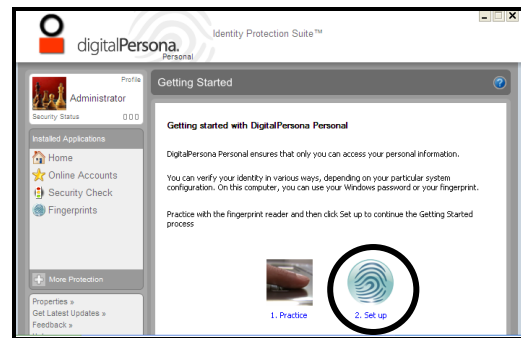 digitalPersona.
Personal
Identity Protection Suite™
Profile
Administrator
Security Status
Installed Applications
Home
Online Accounts
Security Check
Fingerprints
More Protection
Properties »
Get Latest Updates »
Feedback »
Getting Started
Getting started with DigitalPersona Personal
DigitalPersona Personal ensures that only you can access your personal information.
You can verify your identity in various ways, depending on your particular system
configuration. On this computer, you can use your Windows password or your fingerprint.
Practice with the fingerprint reader and then click Set up to continue the Getting Started
process
1. Practice
2. Set up